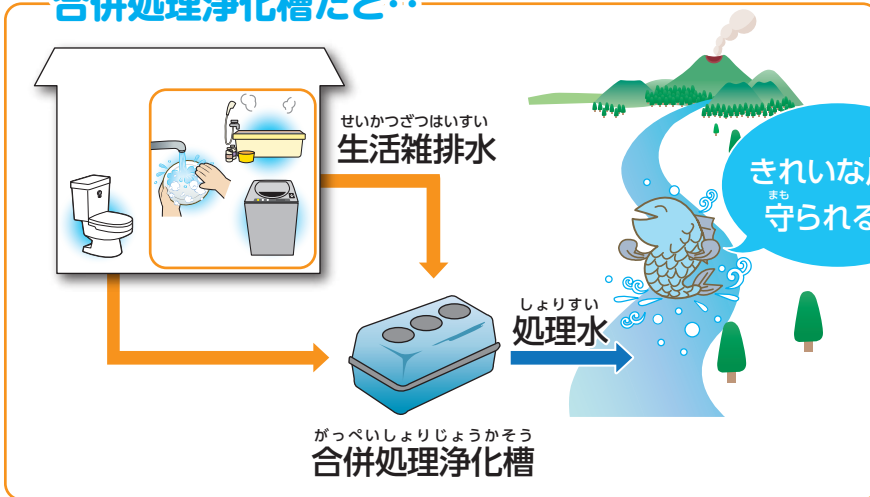 合併処理浄化槽だと‥
せいかつざつはいすい
生活雑排水
きれいな
まも
守られる
しょりすい
処理水
がっぺいしょりじょうかそう
合併処理浄化槽